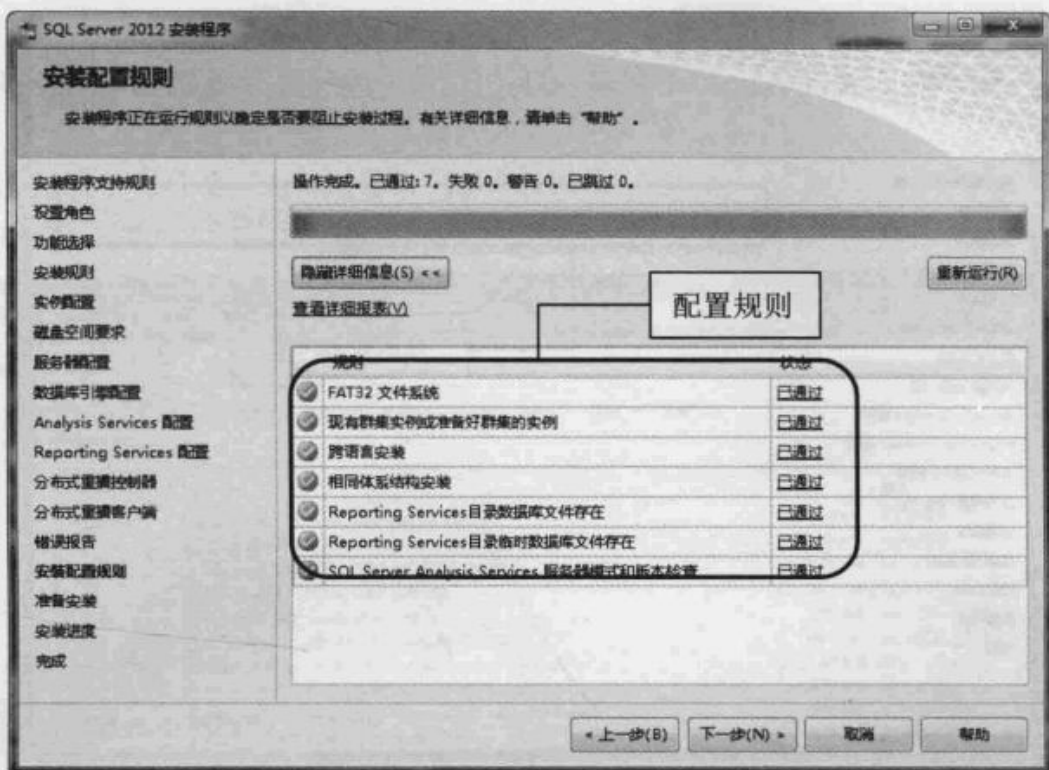 SQL Server 2012 安装程序
安装配置规则
安装程序正在运行规则以确定是否要阻止安装过程。有关详细信息，请单击“帮助”。
安装程序支持规则
设置角色
功能选择
安装规则
实例配置
磁盘空间要求
服务器配置
数据库引擎配置
Analysis Services 配置
Reporting Services 配置
分布式重播控制器
分布式重播客户端
错误报告
安装配置规则
准备安装
安装进度
完成
操作完成。已通过: 7。失败 0。警告 0。已跳过 0。
隐藏详细信息(S) <<
重新运行(R)
查看详细报表(V)
配置规则
规则 状态
FAT32 文件系统 已通过
现有群集实例或准备好群集的实例 已通过
跨语言安装 已通过
相同体系结构安装 已通过
Reporting Services目录数据库文件存在 已通过
Reporting Services目录临时数据库文件存在 已通过
SQL Server Analysis Services 服务器模式和版本检查 已通过
< 上一步(B) 下一步(N) > 取消 帮助